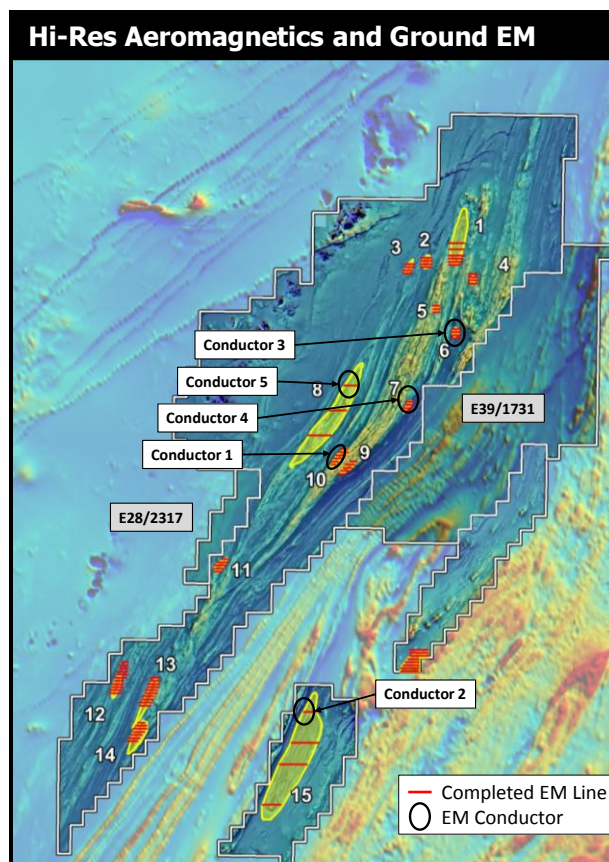 Hi-Res Aeromagnetics and Ground EM
1
2
3
4
5
Conductor 3
6
Conductor 5
8
7
Conductor 4
E39/1731
Conductor 1
9
10
E28/2317
11
13
12
Conductor 2
14
15
Completed EM Line
EM Conductor